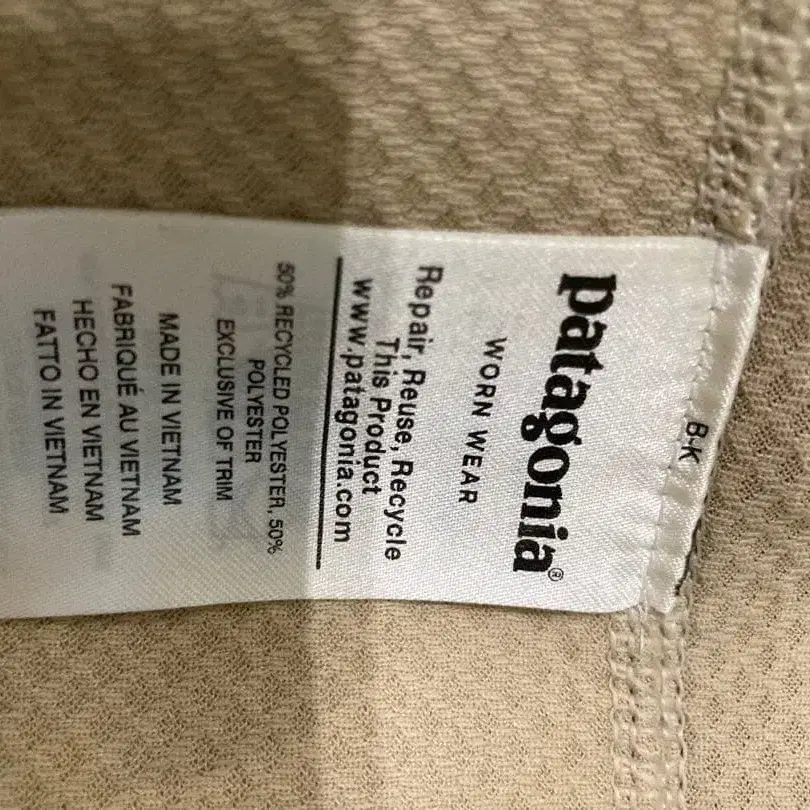 B-K
patagonia®
WORN WEAR
Repair, Reuse, Recycle
This Product
www.patagonia.com
50% RECYCLED POLYESTER, 50%
POLYESTER
EXCLUSIVE OF TRIM
MADE IN VIETNAM
FABRIQUÉ AU VIETNAM
HECHO EN VIETNAM
FATTO IN VIETNAM